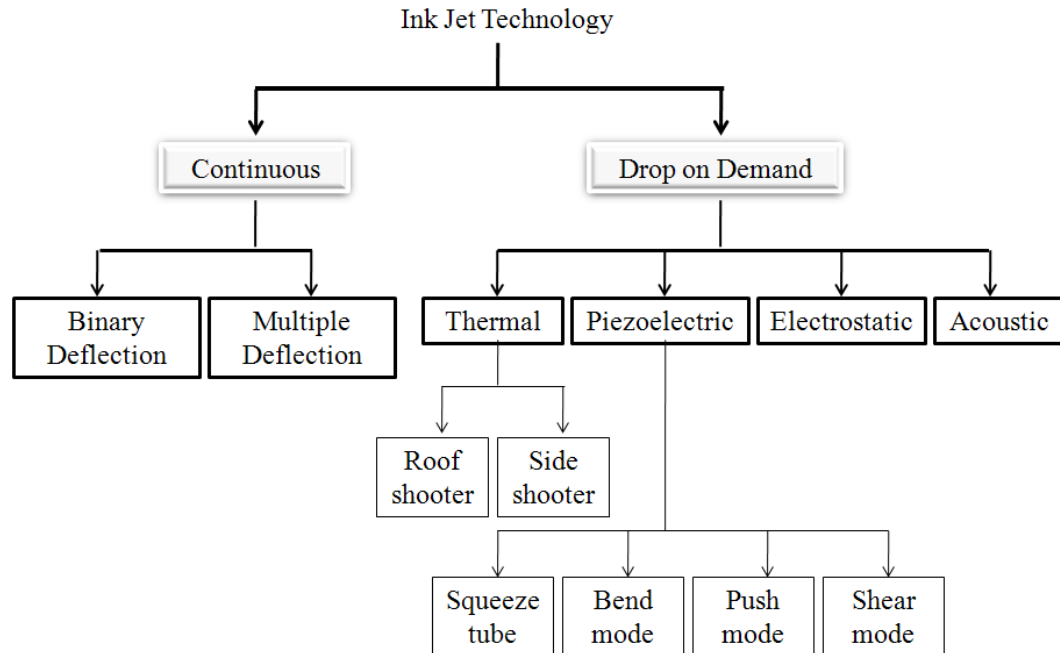 Ink Jet Technology
Continuous
Drop on Demand
Binary
Deflection
Multiple
Deflection
Thermal
Piezoelectric
Electrostatic
Acoustic
Roof
shooter
Side
shooter
Squeeze
tube
Bend
mode
Push
mode
Shear
mode